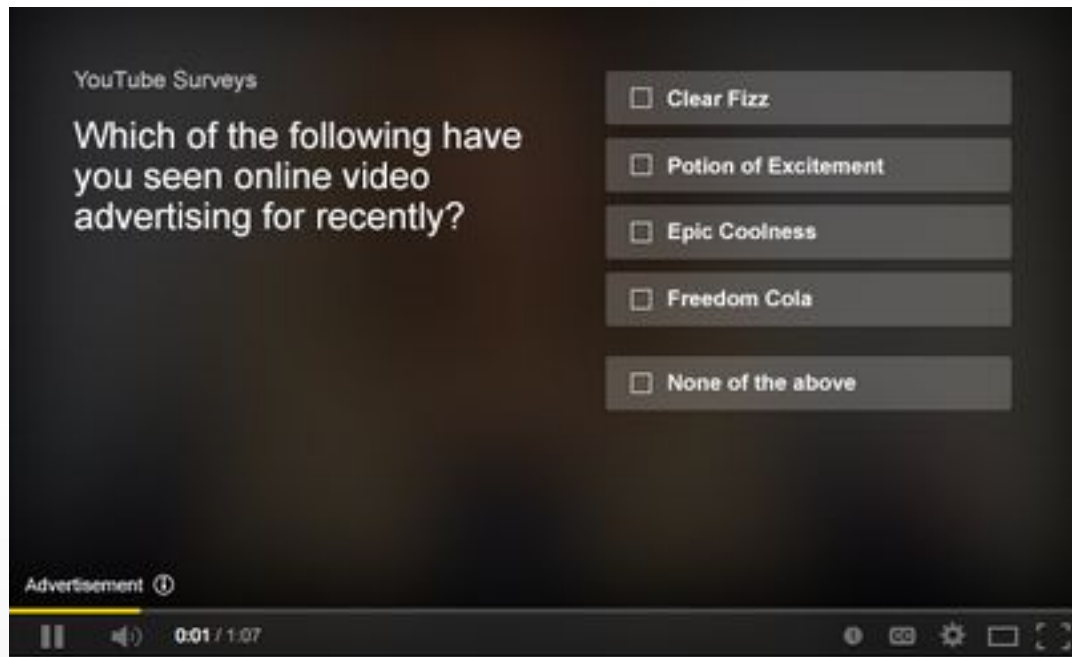 YouTube Surveys
Which of the following have
you seen online video
advertising for recently?
Clear Fizz
Potion of Excitement
Epic Coolness
Freedom Cola
None of the above
Advertisement
0:01 / 1:07
CC